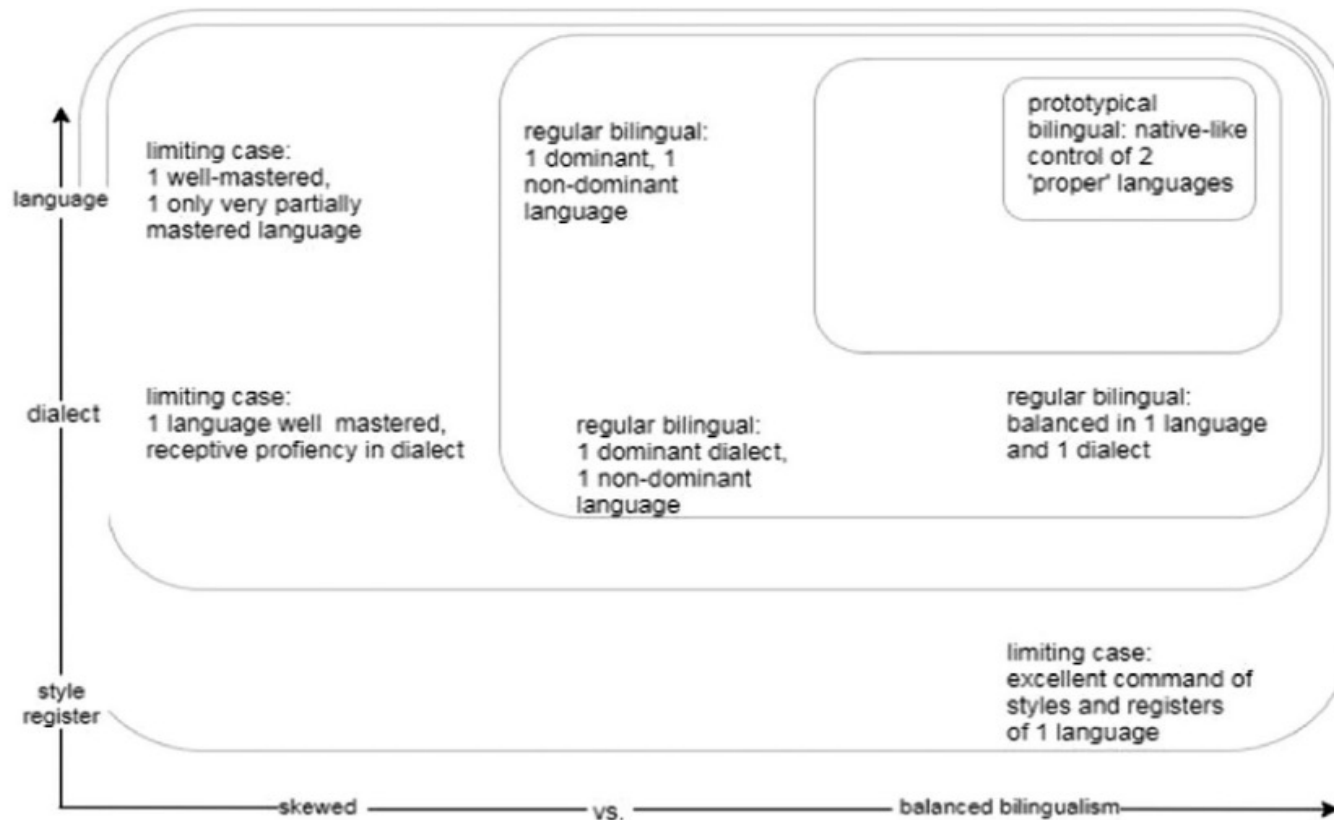 prototypical
bilingual: native-like
control of 2
'proper' languages
regular bilingual:
1 dominant, 1
non-dominant
language
limiting case:
1 well-mastered,
1 only very partially
mastered language
language
limiting case:
1 language well  mastered,
receptive profiency in dialect
dialect
regular bilingual:
1 dominant dialect,
1 non-dominant
language
regular bilingual:
balanced in 1 language
and 1 dialect
limiting case:
excellent command of
styles and registers
of 1 language
style
register
skewed
vs.
balanced bilingualism